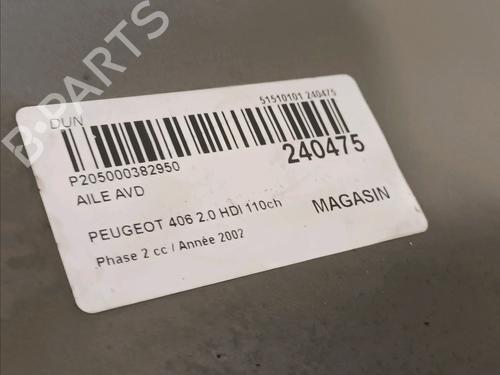 B-PARTS
DUN
51510101 240475
P205000382950
240475
AILE AVD
MAGASIN
PEUGEOT 406 2.0 HDI 110ch
Phase 2 cc / Année 2002